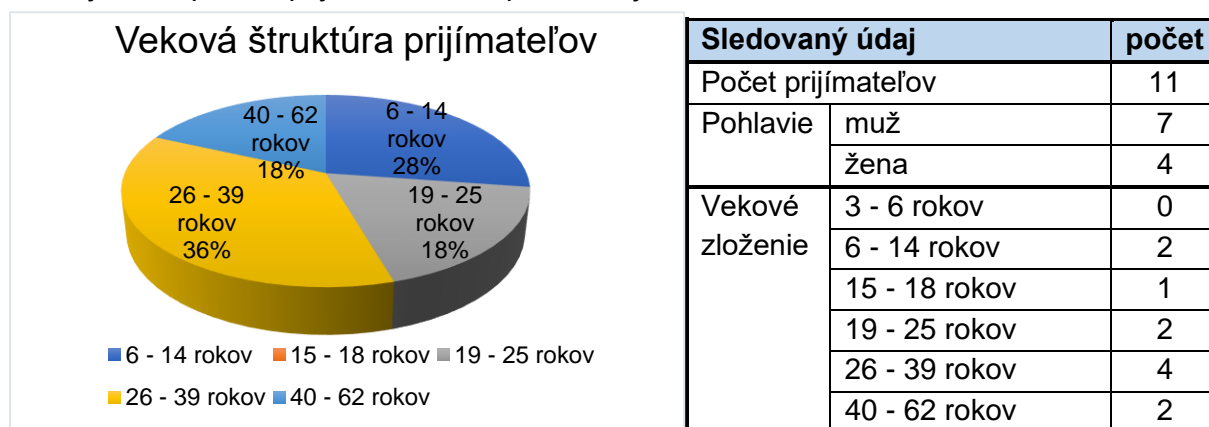 Veková štruktúra prijímateľov
40 - 62
rokov
18%
6 - 14
rokov
28%
26 - 39
rokov
36%
19 - 25
rokov
18%
6 - 14 rokov 15 - 18 rokov 19 - 25 rokov
26 - 39 rokov 40 - 62 rokov
Sledovaný údaj počet
Počet prijímateľov 11
Pohlavie muž 7
žena 4
Vekové 3 - 6 rokov 0
zloženie 6 - 14 rokov 2
15 - 18 rokov 1
19 - 25 rokov 2
26 - 39 rokov 4
40 - 62 rokov 2